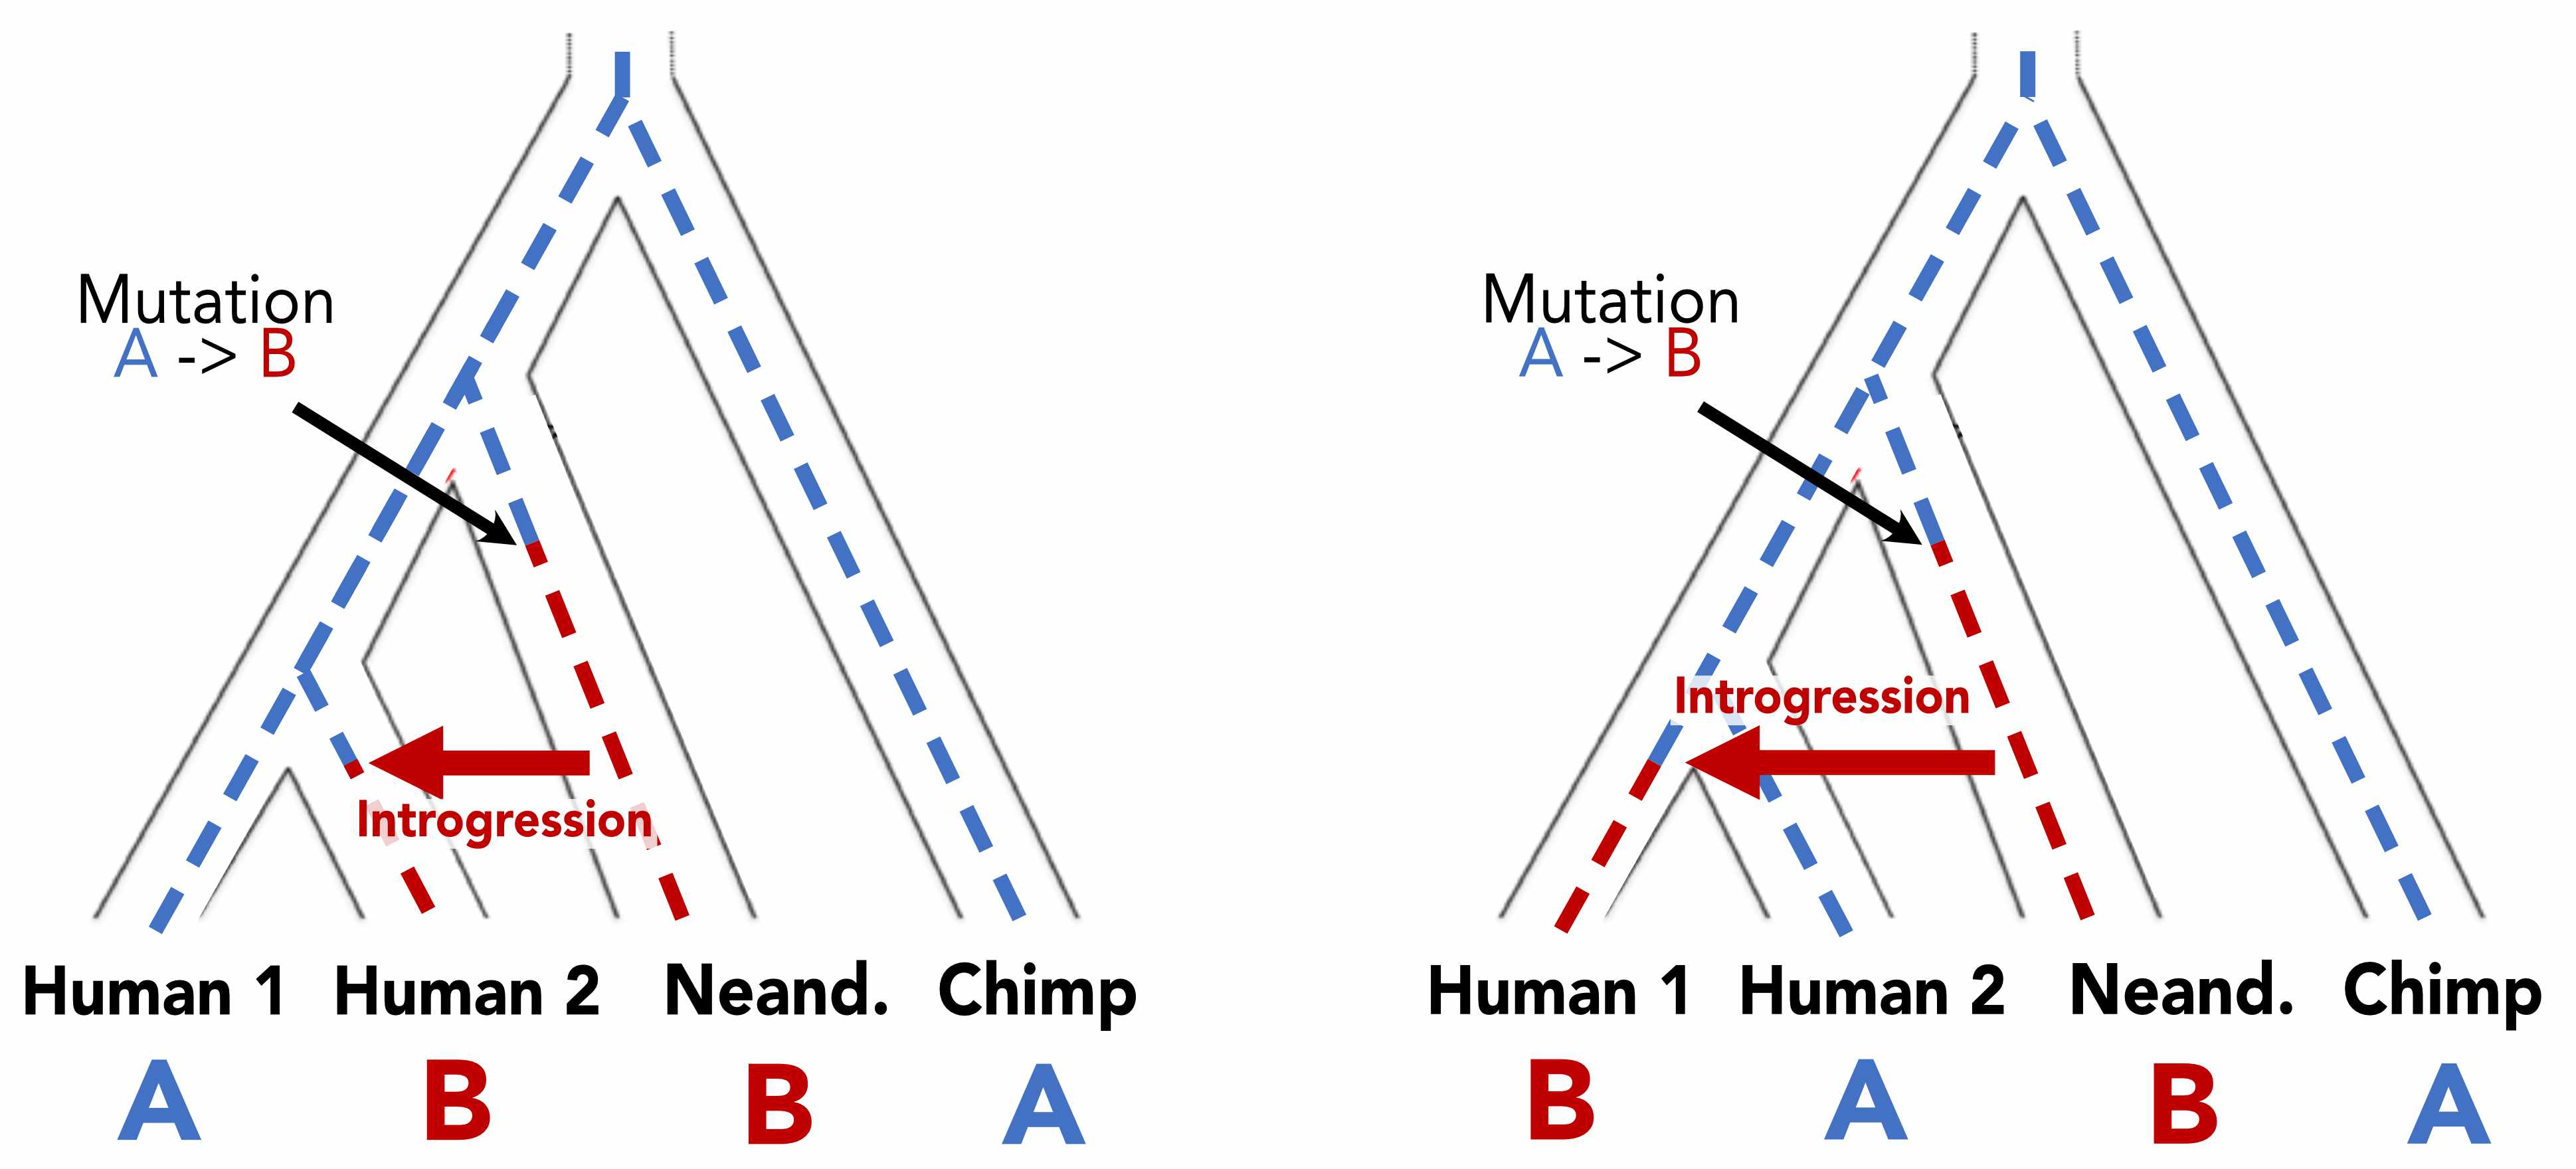 Mutation
A -> B
Introgression
Human 1 Human 2 Neand. Chimp
A B B A
Mutation
A -> B
Introgression
Human 1 Human 2 Neand. Chimp
B A B A